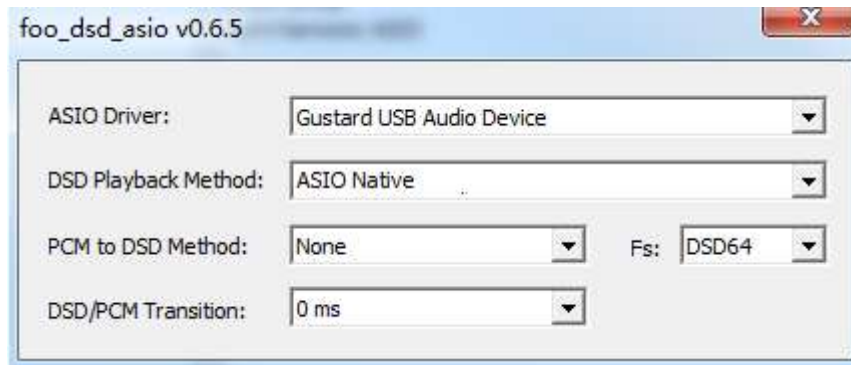 foo_dsd_asio v0.6.5
ASIO Driver: Gustard USB Audio Device
DSD Playback Method: ASIO Native
PCM to DSD Method: None Fs: DSD64
DSD/PCM Transition: 0 ms